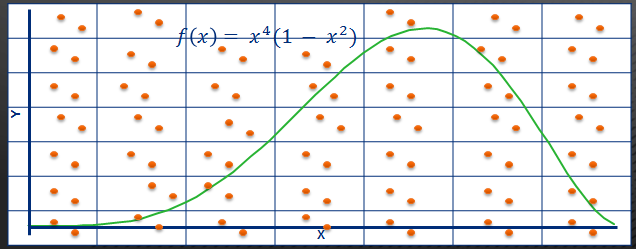 f(x) = x⁴(1 − x²)
Y
X